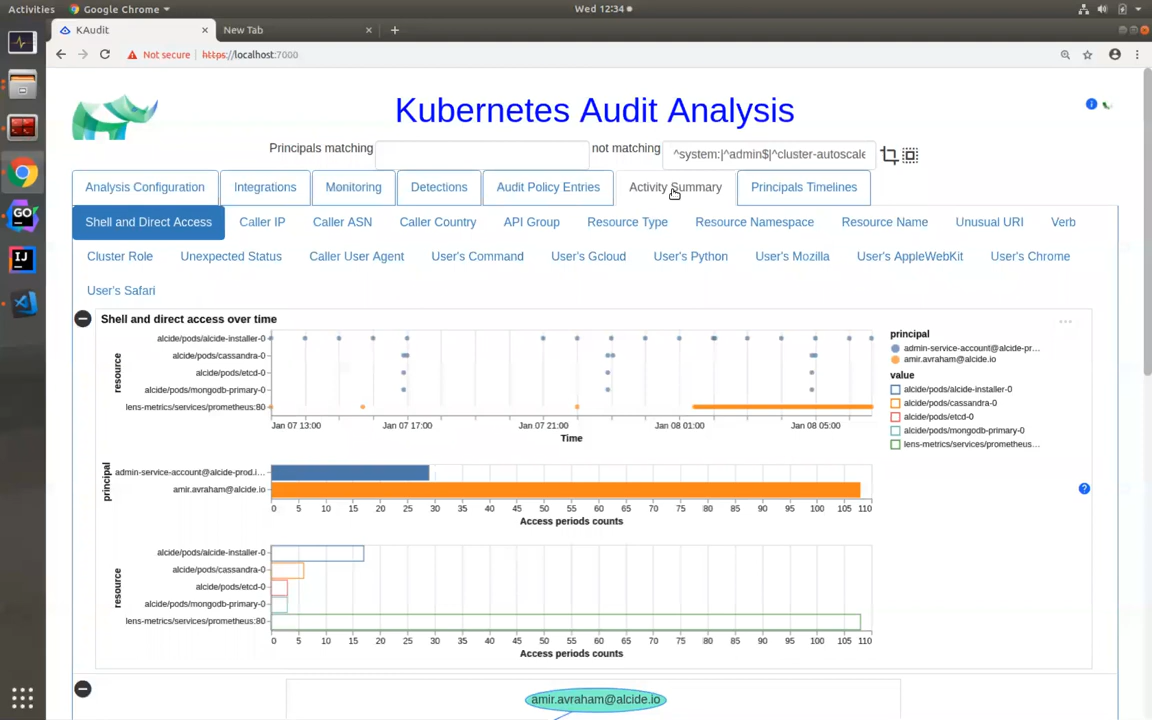 Activities Google Chrome Wed 12:34
KAudit New Tab
Not secure https://localhost:7000
Kubernetes Audit Analysis
Principals matching not matching ^system:|^admin$|^cluster-autoscale
Analysis Configuration Integrations Monitoring Detections Audit Policy Entries Activity Summary Principals Timelines
Shell and Direct Access Caller IP Caller ASN Caller Country API Group Resource Type Resource Namespace Resource Name Unusual URI Verb
Cluster Role Unexpected Status Caller User Agent User's Command User's Gcloud User's Python User's Mozilla User's AppleWebKit User's Chrome
User's Safari
Shell and direct access over time
resource
alcide/pods/alcide-installer-0
alcide/pods/cassandra-0
alcide/pods/etcd-0
alcide/pods/mongodb-primary-0
lens-metrics/services/prometheus:80
Jan 07 13:00 Jan 07 17:00 Jan 07 21:00 Jan 08 01:00 Jan 08 05:00
Time
principal
admin-service-account@alcide-pr...
amir.avraham@alcide.io
value
alcide/pods/alcide-installer-0
alcide/pods/cassandra-0
alcide/pods/etcd-0
alcide/pods/mongodb-primary-0
lens-metrics/services/prometheus...
principal
admin-service-account@alcide-prod.i...
amir.avraham@alcide.io
0 5 10 15 20 25 30 35 40 45 50 55 60 65 70 75 80 85 90 95 100 105 110
Access periods counts
resource
alcide/pods/alcide-installer-0
alcide/pods/cassandra-0
alcide/pods/etcd-0
alcide/pods/mongodb-primary-0
lens-metrics/services/prometheus:80
0 5 10 15 20 25 30 35 40 45 50 55 60 65 70 75 80 85 90 95 100 105 110
Access periods counts
amir.avraham@alcide.io